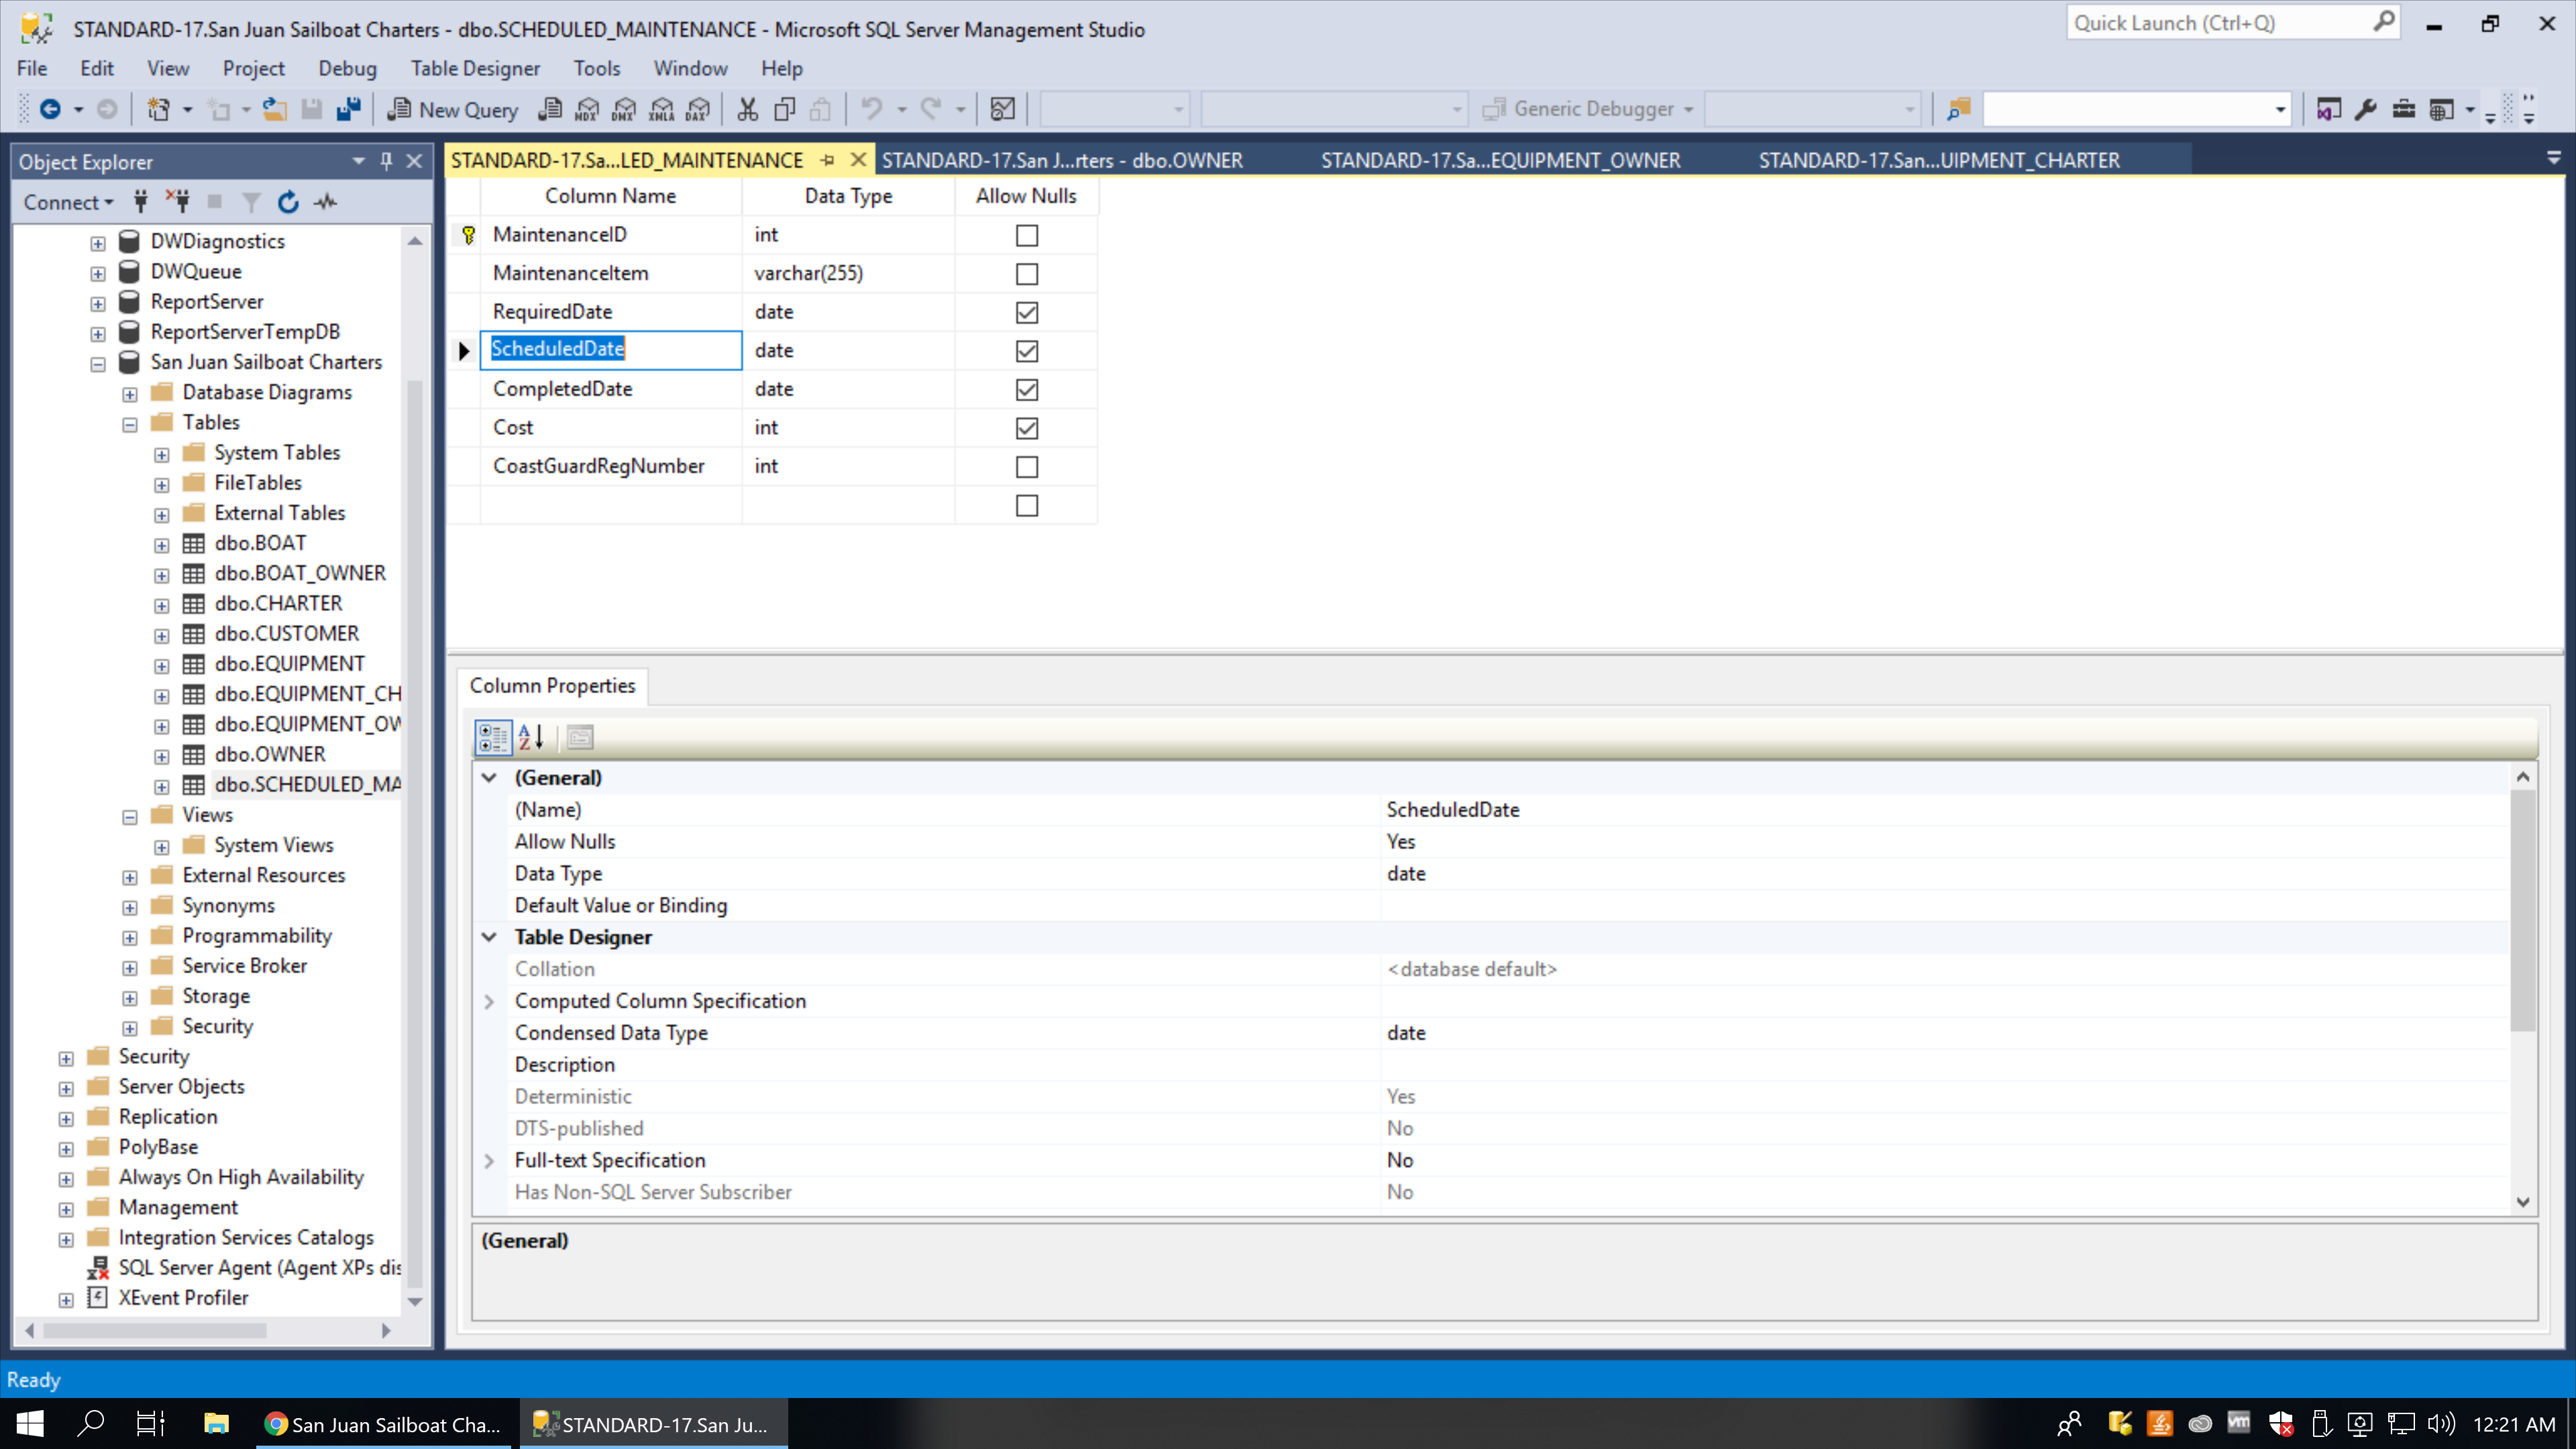 STANDARD-17.San Juan Sailboat Charters - dbo.SCHEDULED_MAINTENANCE - Microsoft SQL Server Management Studio
Quick Launch (Ctrl+Q)
File Edit View Project Debug Table Designer Tools Window Help
New Query MDX DMX XMLA DAX Generic Debugger
Object Explorer
Connect
DWDiagnostics
DWQueue
ReportServer
ReportServerTempDB
San Juan Sailboat Charters
Database Diagrams
Tables
System Tables
FileTables
External Tables
dbo.BOAT
dbo.BOAT_OWNER
dbo.CHARTER
dbo.CUSTOMER
dbo.EQUIPMENT
dbo.EQUIPMENT_CH
dbo.EQUIPMENT_OW
dbo.OWNER
dbo.SCHEDULED_MA
Views
System Views
External Resources
Synonyms
Programmability
Service Broker
Storage
Security
Security
Server Objects
Replication
PolyBase
Always On High Availability
Management
Integration Services Catalogs
SQL Server Agent (Agent XPs dis
XEvent Profiler
STANDARD-17.Sa...LED_MAINTENANCE STANDARD-17.San J...rters - dbo.OWNER STANDARD-17.Sa...EQUIPMENT_OWNER STANDARD-17.San...UIPMENT_CHARTER
Column Name Data Type Allow Nulls
MaintenanceID int
MaintenanceItem varchar(255)
RequiredDate date
ScheduledDate date
CompletedDate date
Cost int
CoastGuardRegNumber int
Column Properties
(General)
(Name) ScheduledDate
Allow Nulls Yes
Data Type date
Default Value or Binding
Table Designer
Collation <database default>
Computed Column Specification
Condensed Data Type date
Description
Deterministic Yes
DTS-published No
Full-text Specification No
Has Non-SQL Server Subscriber No
(General)
Ready
San Juan Sailboat Cha... STANDARD-17.San Ju... vm 12:21 AM